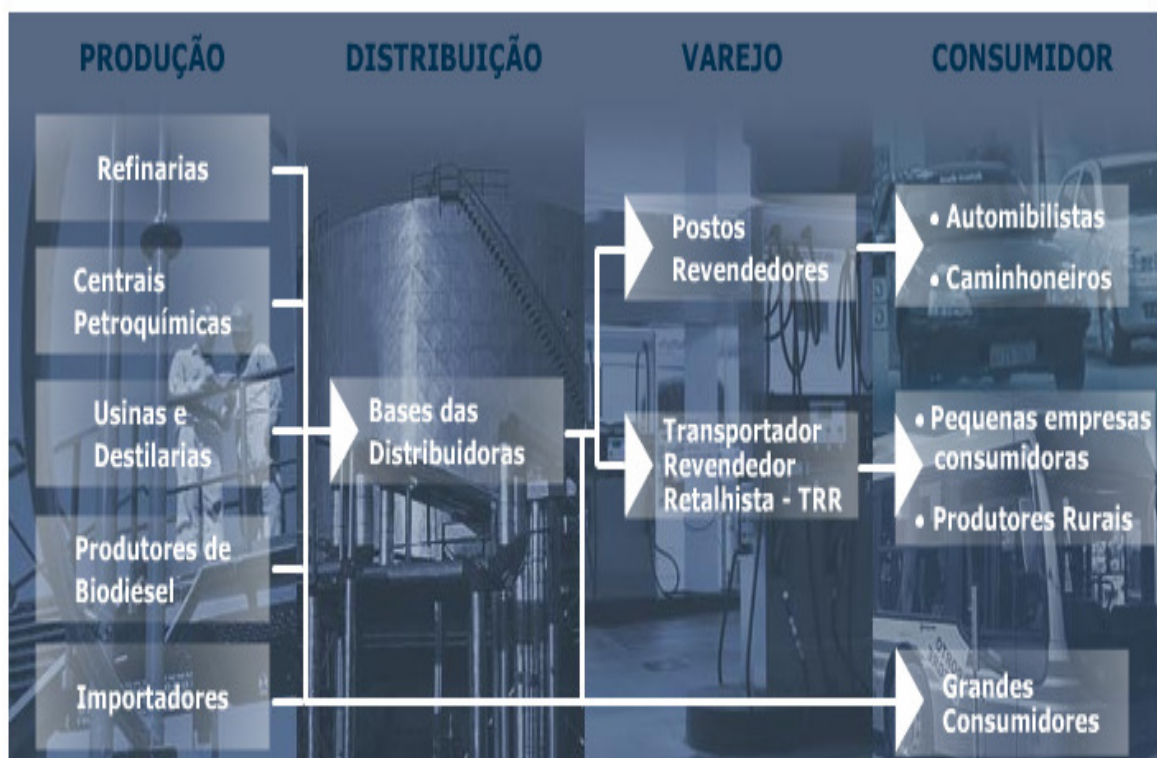 PRODUÇÃO
DISTRIBUIÇÃO
VAREJO
CONSUMIDOR
Refinarias
Centrais
Petroquímicas
Usinas e
Destilarias
Produtores de
Biodiesel
Importadores
Bases das
Distribuidoras
Postos
Revendedores
Transportador
Revendedor
Retalhista - TRR
• Automibilistas
• Caminhoneiros
• Pequenas empresas
consumidoras
• Produtores Rurais
Grandes
Consumidores